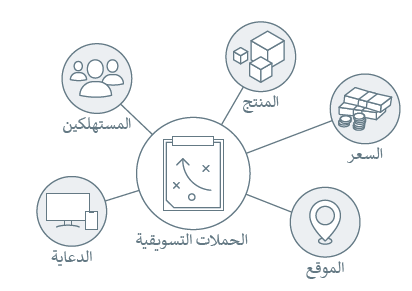 المنتج
المستهلكين
السعر
الحملات التسويقية
الدعاية
الموقع